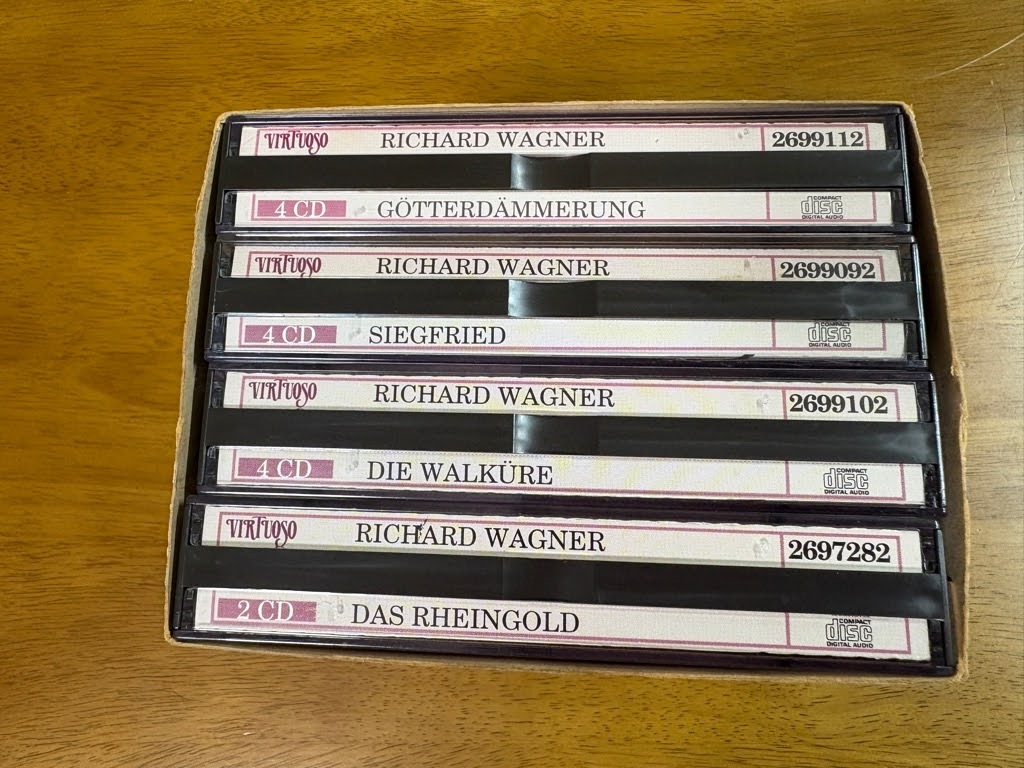 VIRTUOSO RICHARD WAGNER 2699112
4 CD GÖTTERDÄMMERUNG COMPACT disc DIGITAL AUDIO
VIRTUOSO RICHARD WAGNER 2699092
4 CD SIEGFRIED COMPACT disc DIGITAL AUDIO
VIRTUOSO RICHARD WAGNER 2699102
4 CD DIE WALKÜRE COMPACT disc DIGITAL AUDIO
VIRTUOSO RICHARD WAGNER 2697282
2 CD DAS RHEINGOLD COMPACT disc DIGITAL AUDIO